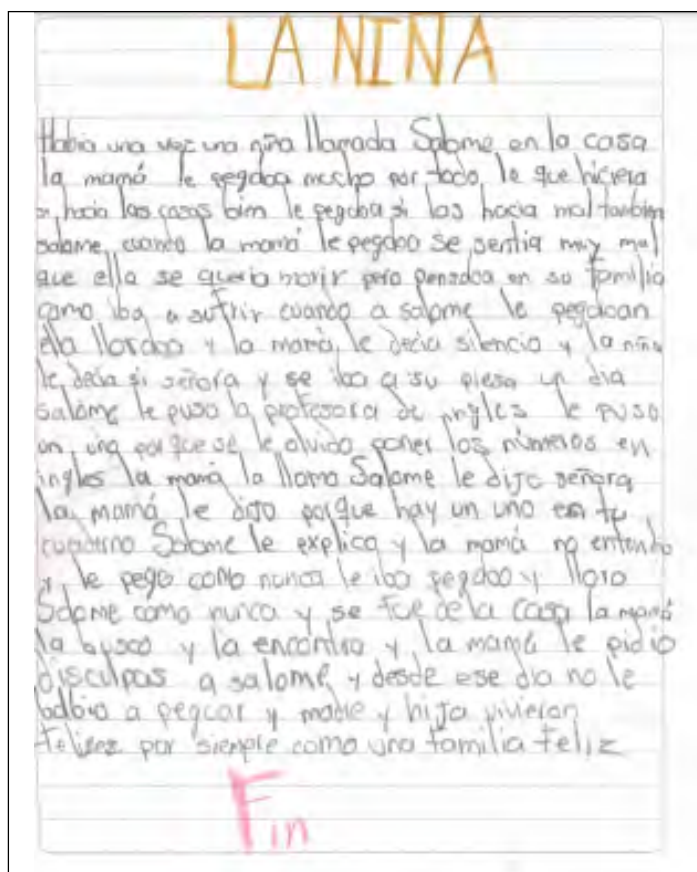 LA NIÑA
Habia una vez una niña llamada Salome en la casa
la mamá le pegaba mucho por todo le que hiciera
si hacia las cosas bim le pegaba si las hacia mal tambien
salome cuando la mamá le pegaba se sentia muy mal
que ella se queria morir pero pensaba en su familia
como iba a sufrir cuando a salome le pegaban
ella lloraba y la mamá le decia silencio y la niña
le decia si señora y se iba a su piesa un dia
salome le puso la profesora de ingles le puso
un uno porque se le olvido poner los números en
ingles la mamá la llamo Salome le dijo señora
la mamá le dijo porque hay un uno en tu
cuaderno Salome le explica y la mamá no entendio
y le pego como nunca le iba pegado y lloro
Salome como nunca y se fue de la casa la mamá
la busco y la encontro y la mamá le pidio
disculpas a salome y desde ese dia no le
bolbio a pegar y madre y hija vivieron
felices por siempre como una familia feliz
Fin